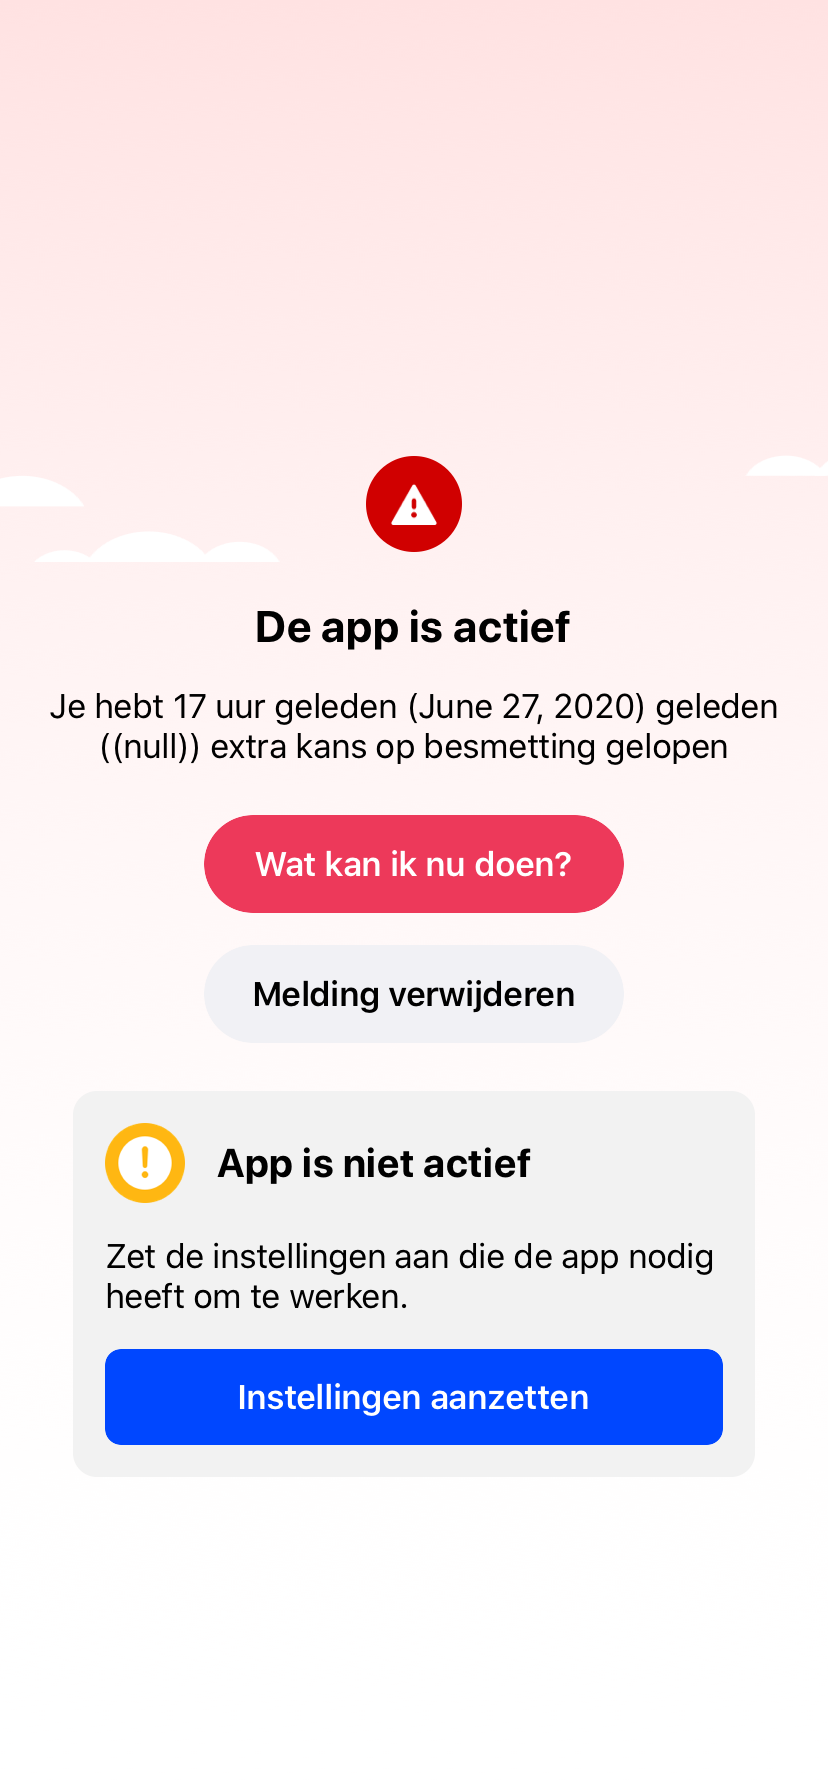 De app is actief
Je hebt 17 uur geleden (June 27, 2020) geleden
((null)) extra kans op besmetting gelopen
Wat kan ik nu doen?
Melding verwijderen
App is niet actief
Zet de instellingen aan die de app nodig
heeft om te werken.
Instellingen aanzetten